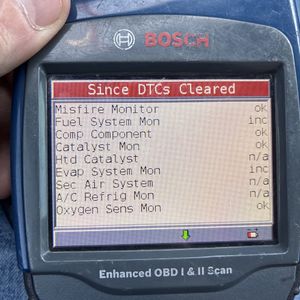 BOSCH
Since DTCs Cleared
Misfire Monitor ok
Fuel System Mon inc
Comp Component ok
Catalyst Mon ok
Htd Catalyst n/a
Evap System Mon inc
Sec Air System n/a
A/C Refrig Mon n/a
Oxygen Sens Mon ok
Enhanced OBD I & II Scan